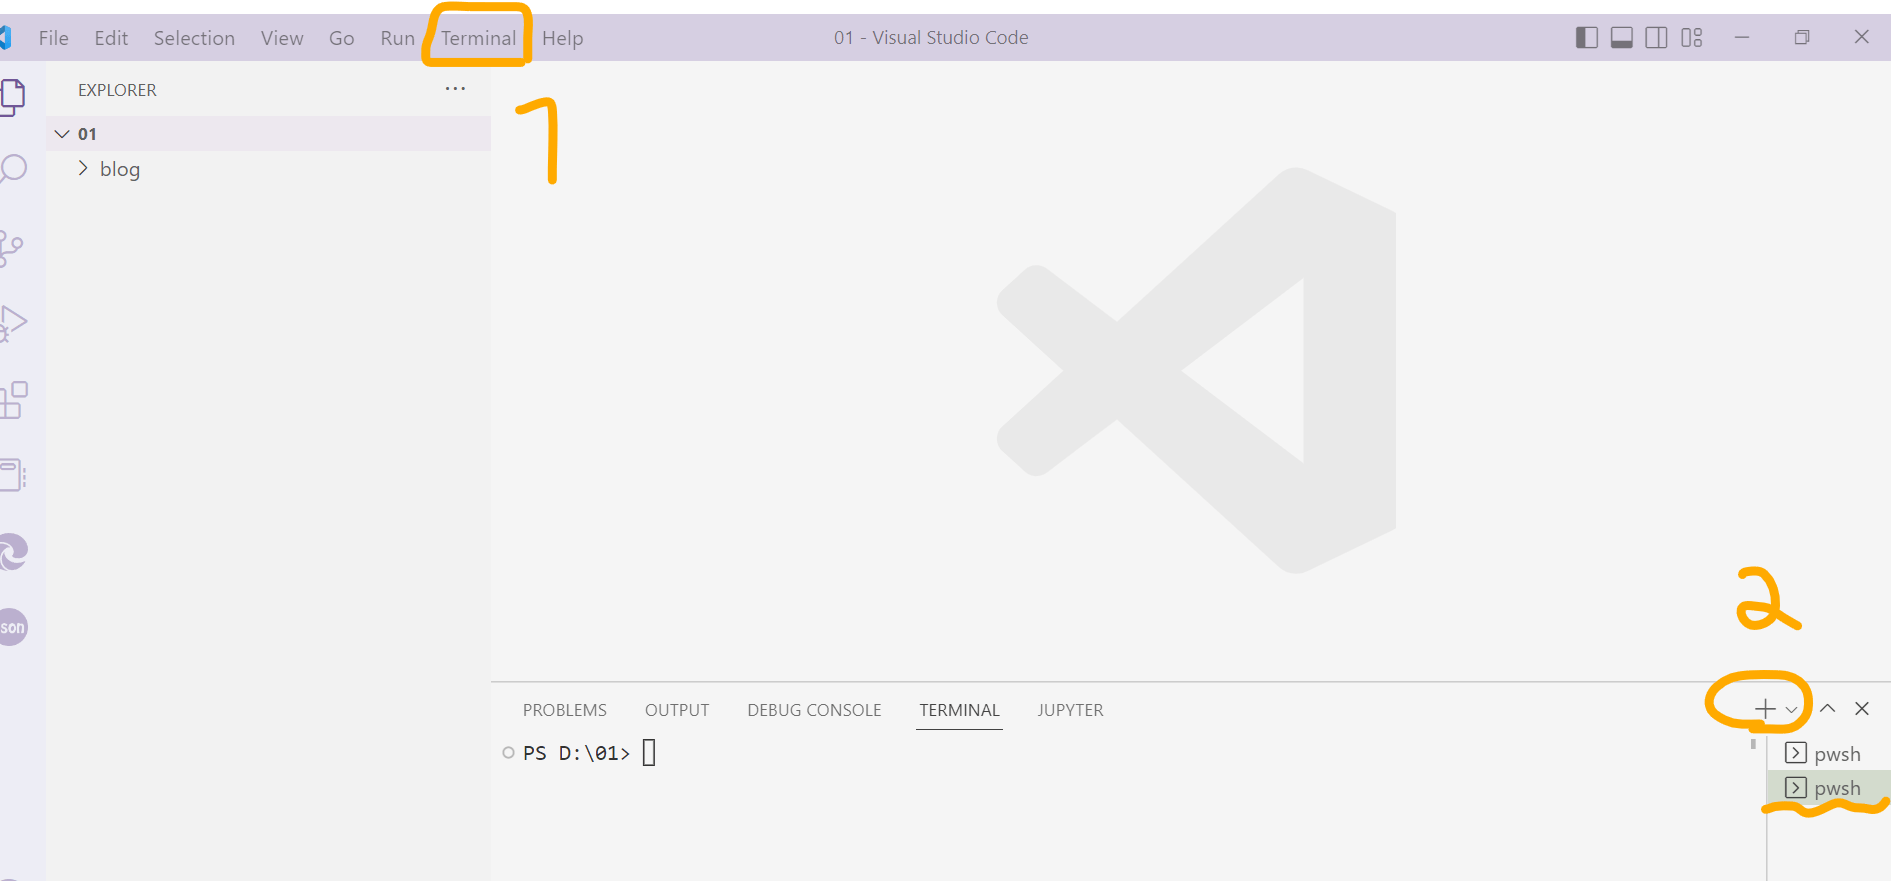 File Edit Selection View Go Run Terminal Help 01 - Visual Studio Code
EXPLORER ...
1
01
blog
2
PROBLEMS OUTPUT DEBUG CONSOLE TERMINAL JUPYTER
PS D:\01>
pwsh
pwsh
son